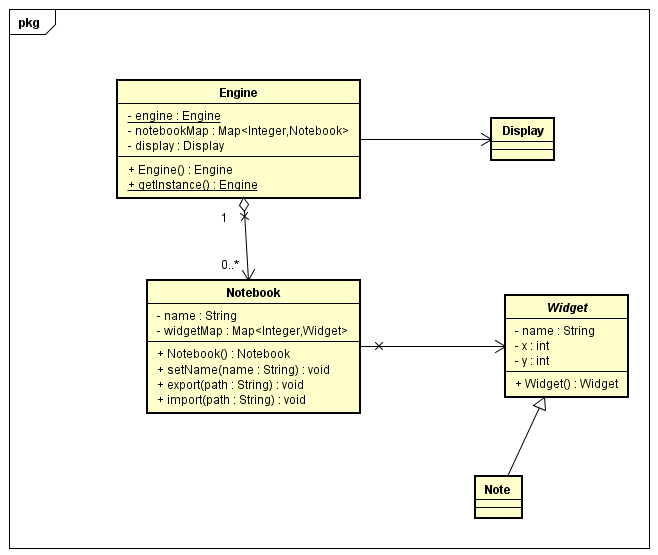 pkg
Engine
- engine : Engine
- notebookMap : Map<Integer,Notebook>
- display : Display
+ Engine() : Engine
+ getInstance() : Engine
Display
1
0..*
Notebook
- name : String
- widgetMap : Map<Integer,Widget>
+ Notebook() : Notebook
+ setName(name : String) : void
+ export(path : String) : void
+ import(path : String) : void
Widget
- name : String
- x : int
- y : int
+ Widget() : Widget
Note